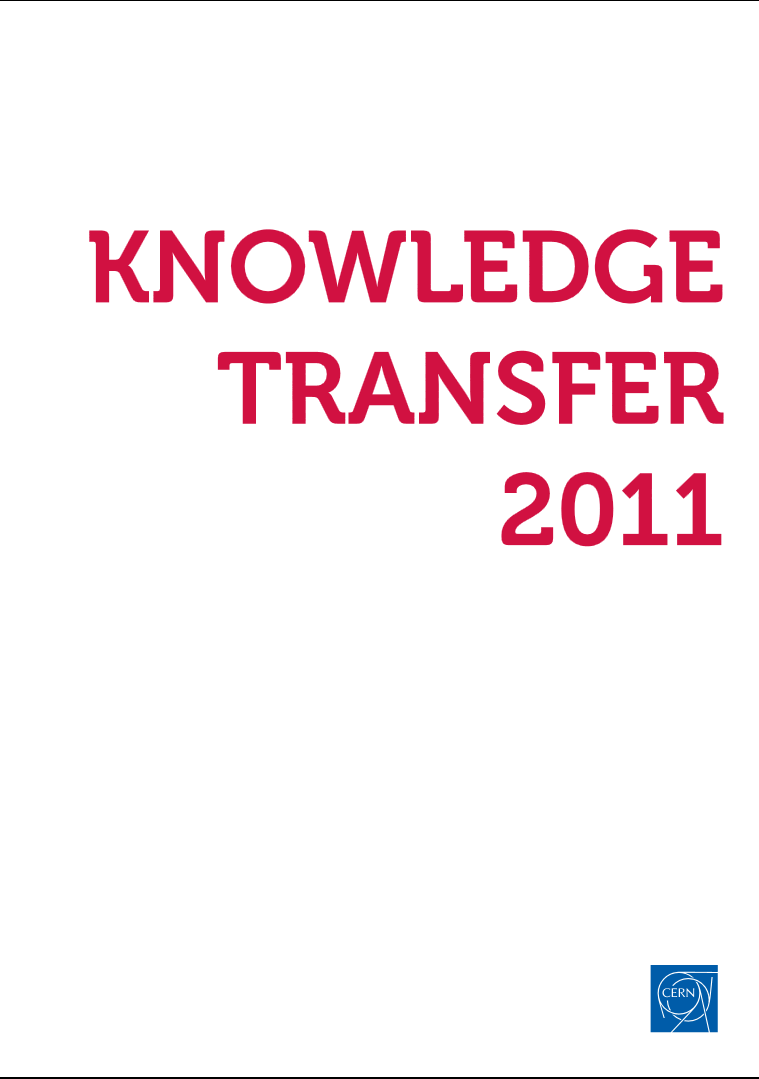 KNOWLEDGE
TRANSFER
2011
CERN